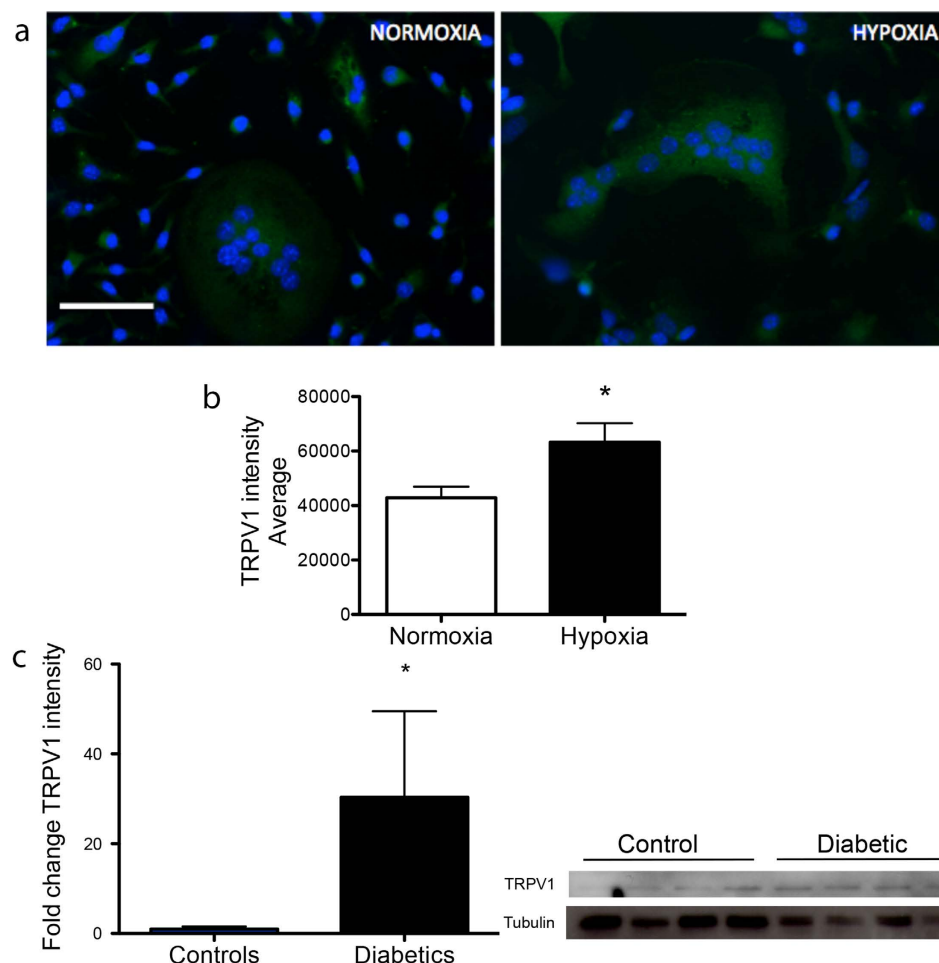 a
NORMOXIA
HYPOXIA
b
TRPV1 intensity
Average
80000
60000
40000
20000
0
*
Normoxia
Hypoxia
c
Fold change TRPV1 intensity
60
40
20
0
*
Controls
Diabetics
Control
Diabetic
TRPV1
Tubulin